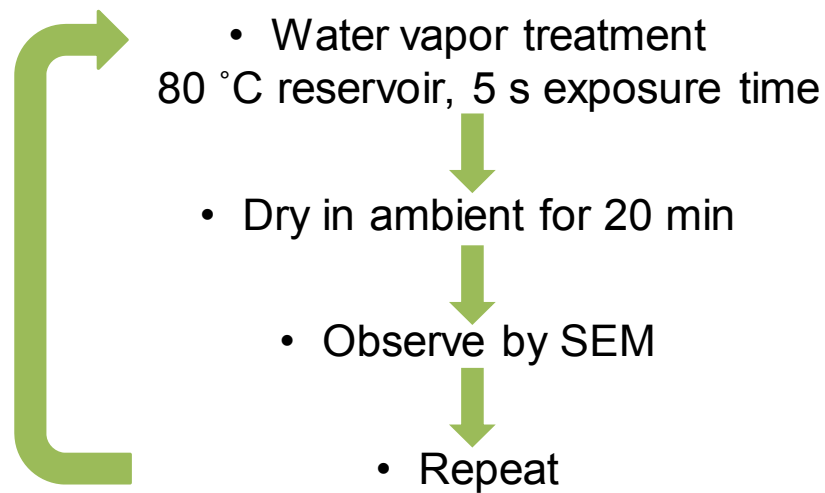 • Water vapor treatment
80 ˚C reservoir, 5 s exposure time
• Dry in ambient for 20 min
• Observe by SEM
• Repeat